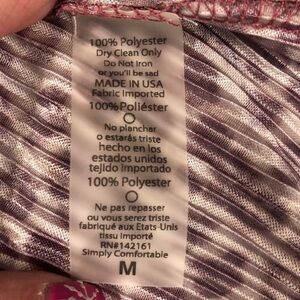 100% Polyester
Dry Clean Only
Do Not Iron
or you'll be sad
MADE IN USA
Fabric Imported
100% Poliéster
No planchar
o estarás triste
hecho en los
estados unidos
tejido importado
100% Polyester
Ne pas repasser
ou vous serez triste
fabriqué aux Etats-Unis
tissu importé
RN#142161
Simply Comfortable
M